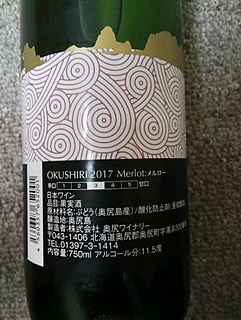 OKUSHIRI 2017 Merlot:メルロー
辛口 1 2 3 4 5 甘口
日本ワイン
品目:果実酒
原材料名:ぶどう(奥尻島産)/酸化防止剤(亜硫酸塩)
醸造地:奥尻島
製造者:株式会社 奥尻ワイナリー
〒043-1406 北海道奥尻郡奥尻町字湯浜300番
TEL.01397-3-1414
内容量:750ml アルコール分:11.5度